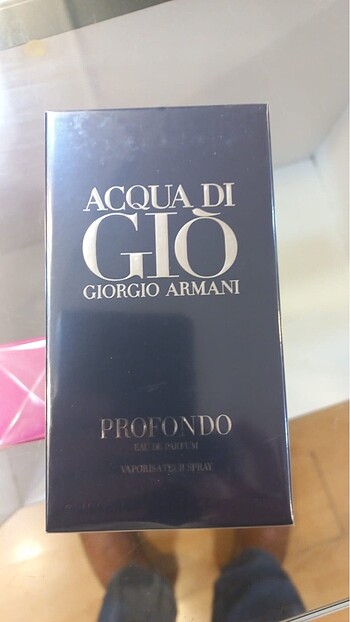 ACQUA DI
GIÒ
GIORGIO ARMANI
PROFONDO
EAU DE PARFUM
VAPORISATEUR SPRAY